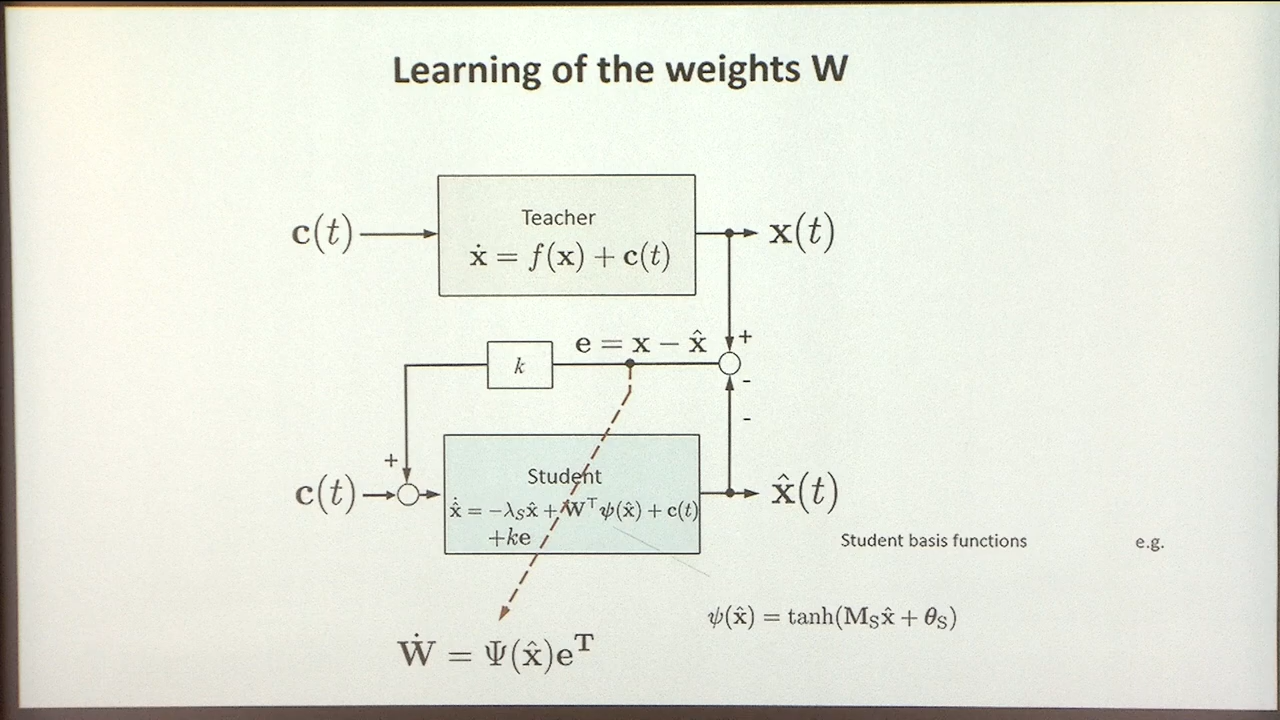 Learning of the weights W
Teacher
c(t)
ẋ = f(x) + c(t)
x(t)
+
e = x − x̂
k
-
-
+
Student
c(t)
x̂̇ = −λ_S x̂ + W^⊤ψ(x̂) + c(t)
+ke
x̂(t)
Student basis functions e.g.
ψ(x̂) = tanh(M_S x̂ + θ_S)
Ẇ = Ψ(x̂)e^T